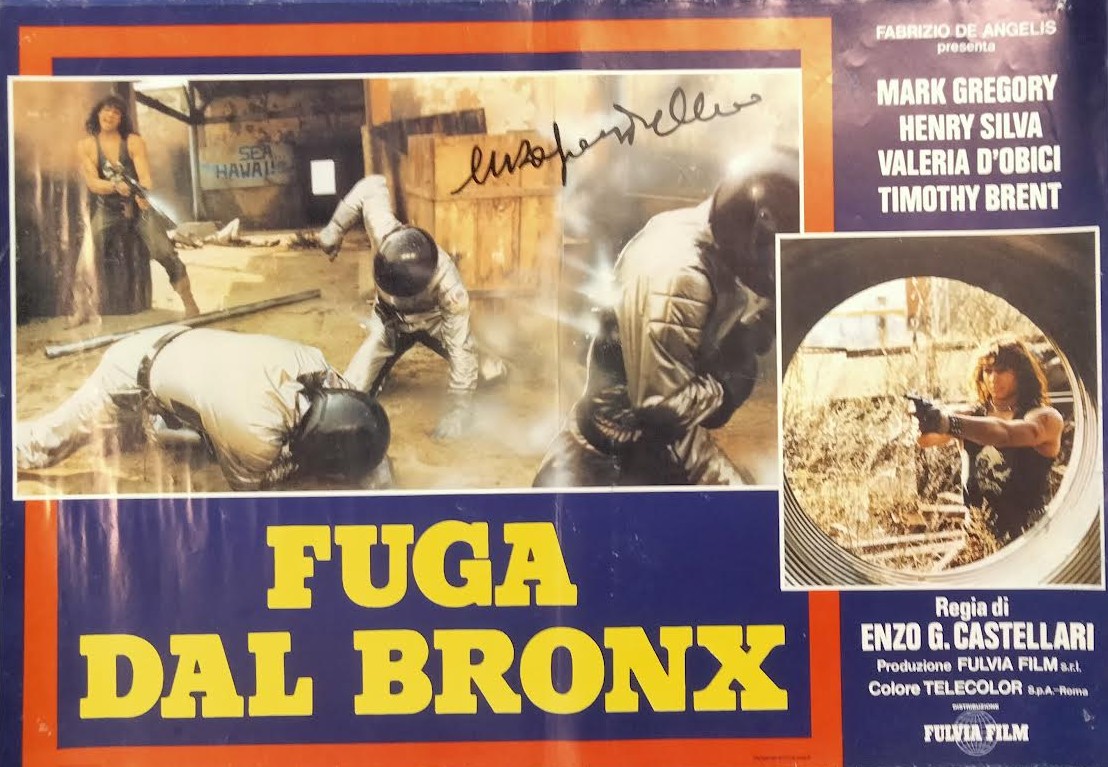 SEA
HAWAI!
FABRIZIO DE ANGELIS
presenta
MARK GREGORY
HENRY SILVA
VALERIA D'OBICI
TIMOTHY BRENT
FUGA
DAL BRONX
Regia di
ENZO G. CASTELLARI
Produzione FULVIA FILM s.r.l.
Colore TELECOLOR S.p.A.-Roma
DISTRIBUZIONE
FULVIA FILM